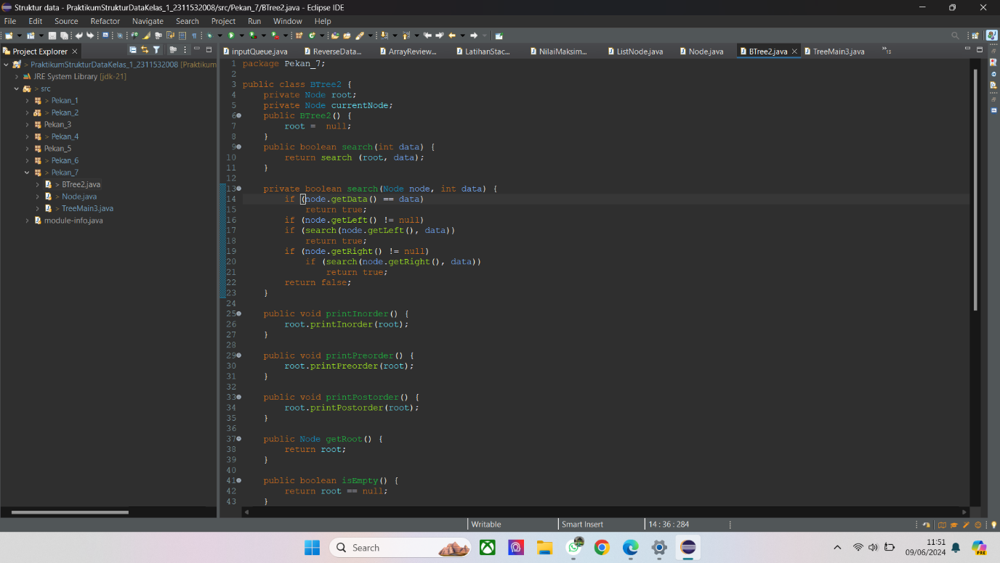 Struktur data - PraktikumStrukturDataKelas_1_2311532008/src/Pekan_7/BTree2.java - Eclipse IDE
File Edit Source Refactor Navigate Search Project Run Window Help
Project Explorer
inputQueue.java ReverseData... ArrayReview... LatihanStac... NilaiMaksim... ListNode.java Node.java BTree2.java TreeMain3.java »13
> PraktikumStrukturDataKelas_1_2311532008 [Praktikum
JRE System Library [jdk-21]
> src
> Pekan_1
> Pekan_2
Pekan_3
> Pekan_4
Pekan_5
> Pekan_6
> Pekan_7
> BTree2.java
> Node.java
> TreeMain3.java
module-info.java
1 package Pekan_7;
2
3 public class BTree2 {
4 private Node root;
5 private Node currentNode;
6 public BTree2() {
7 root =  null;
8 }
9 public boolean search(int data) {
10 return search (root, data);
11 }
12
13 private boolean search(Node node, int data) {
14 if (node.getData() == data)
15 return true;
16 if (node.getLeft() != null)
17 if (search(node.getLeft(), data))
18 return true;
19 if (node.getRight() != null)
20 if (search(node.getRight(), data))
21 return true;
22 return false;
23 }
24
25 public void printInorder() {
26 root.printInorder(root);
27 }
28
29 public void printPreorder() {
30 root.printPreorder(root);
31 }
32
33 public void printPostorder() {
34 root.printPostorder(root);
35 }
36
37 public Node getRoot() {
38 return root;
39 }
40
41 public boolean isEmpty() {
42 return root == null;
43 }
Writable Smart Insert 14 : 36 : 284
Search
11:51
09/06/2024
PRE